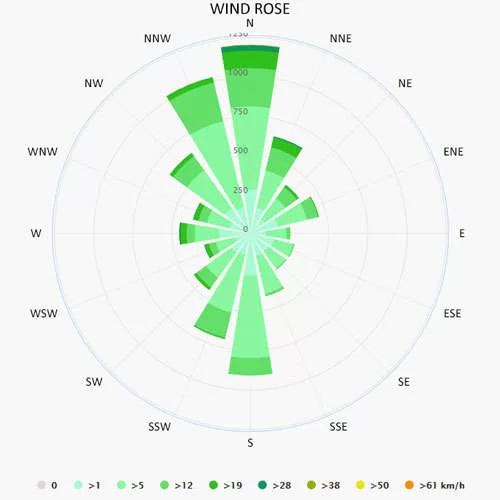 WIND ROSE
N
NNW
NNE
1250
NW
1000
NE
750
WNW
500
ENE
250
W
0
E
WSW
ESE
SW
SE
SSW
SSE
S
0 >1 >5 >12 >19 >28 >38 >50 >61 km/h